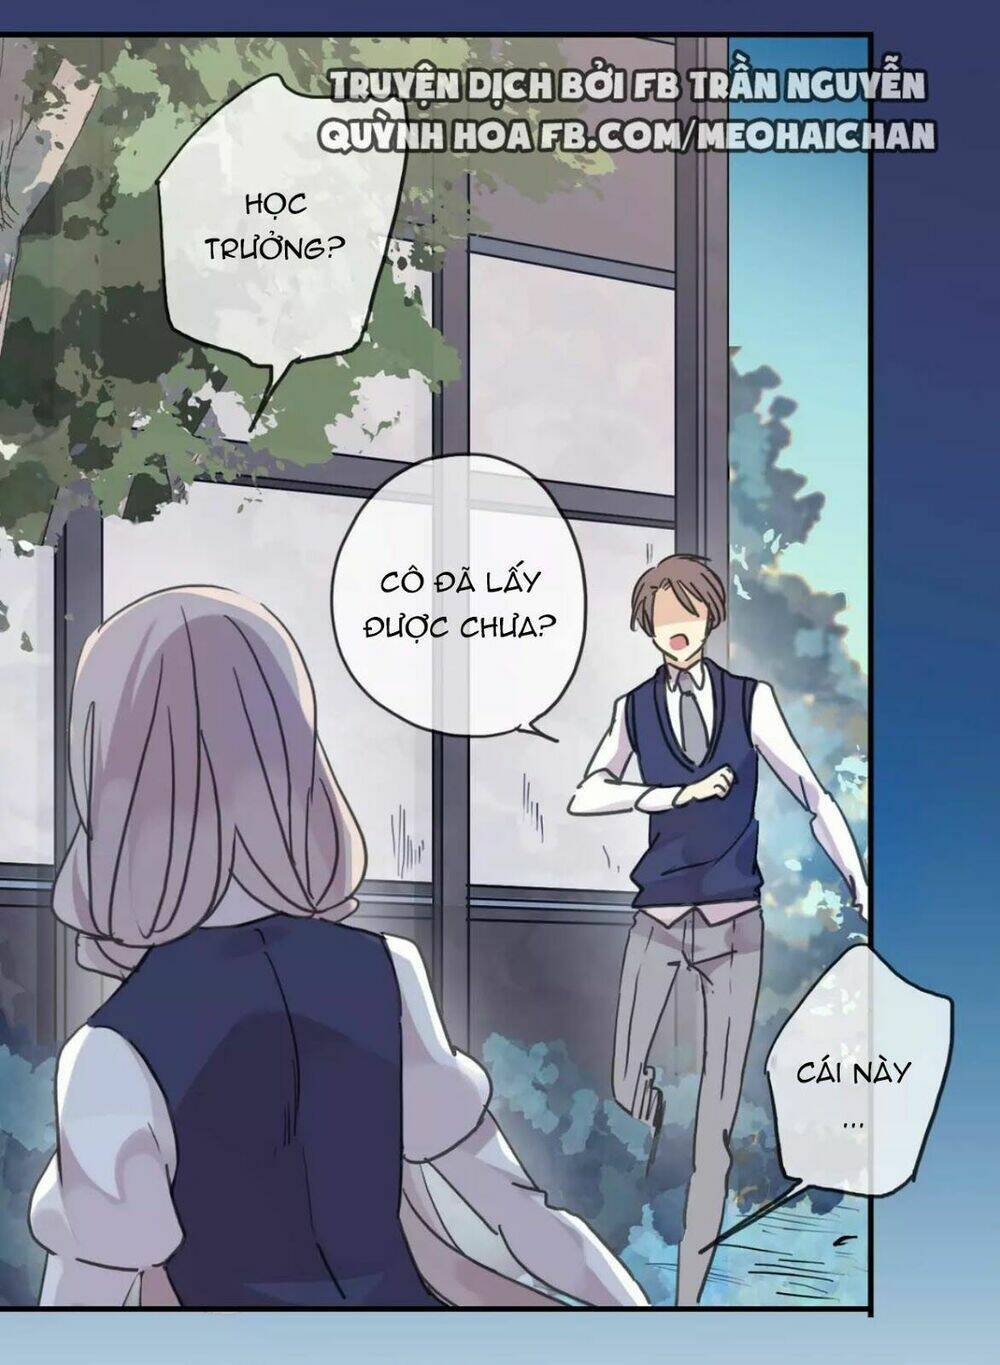 TRUYỆN DỊCH BỞI FB TRẦN NGUYỄN
QUỲNH HOA FB.COM/MEOHAICHAN
HỌC
TRƯỞNG?
CÔ ĐÃ LẤY
ĐƯỢC CHƯA?
CÁI NÀY
...